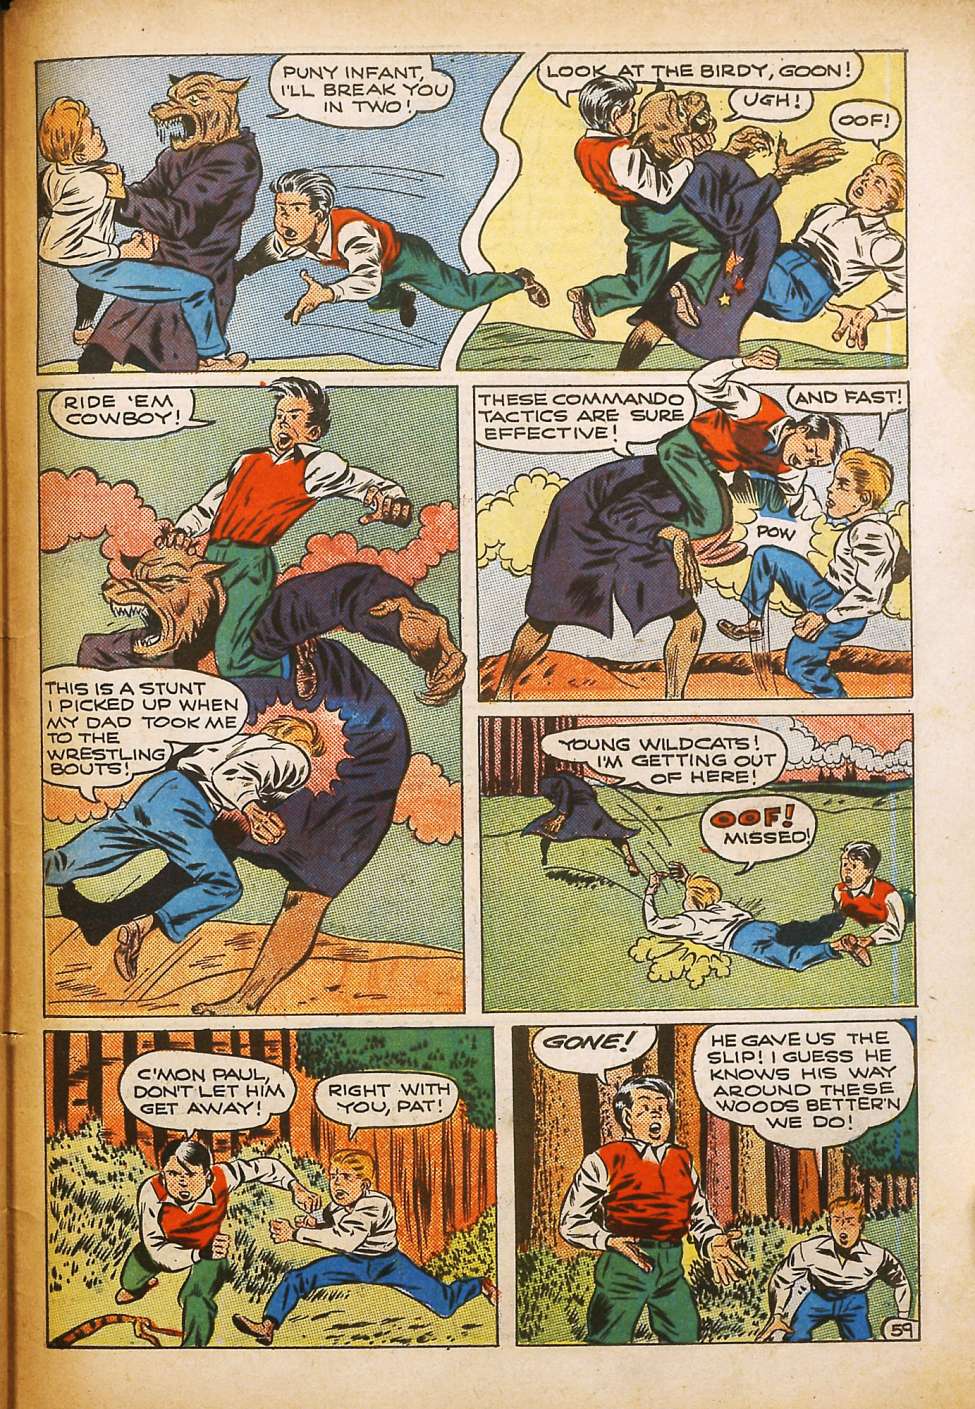 PUNY INFANT,
I'LL BREAK YOU
IN TWO!
LOOK AT THE BIRDY, GOON!
UGH!
OOF!
RIDE 'EM
COWBOY!
THIS IS A STUNT
I PICKED UP WHEN
MY DAD TOOK ME
TO THE
WRESTLING
BOUTS!
THESE COMMANDO
TACTICS ARE SURE
EFFECTIVE!
AND FAST!
POW
YOUNG WILDCATS!
I'M GETTING OUT
OF HERE!
OOF!
MISSED!
C'MON PAUL,
DON'T LET HIM
GET AWAY!
RIGHT WITH
YOU, PAT!
GONE!
HE GAVE US THE
SLIP! I GUESS HE
KNOWS HIS WAY
AROUND THESE
WOODS BETTER'N
WE DO!
59